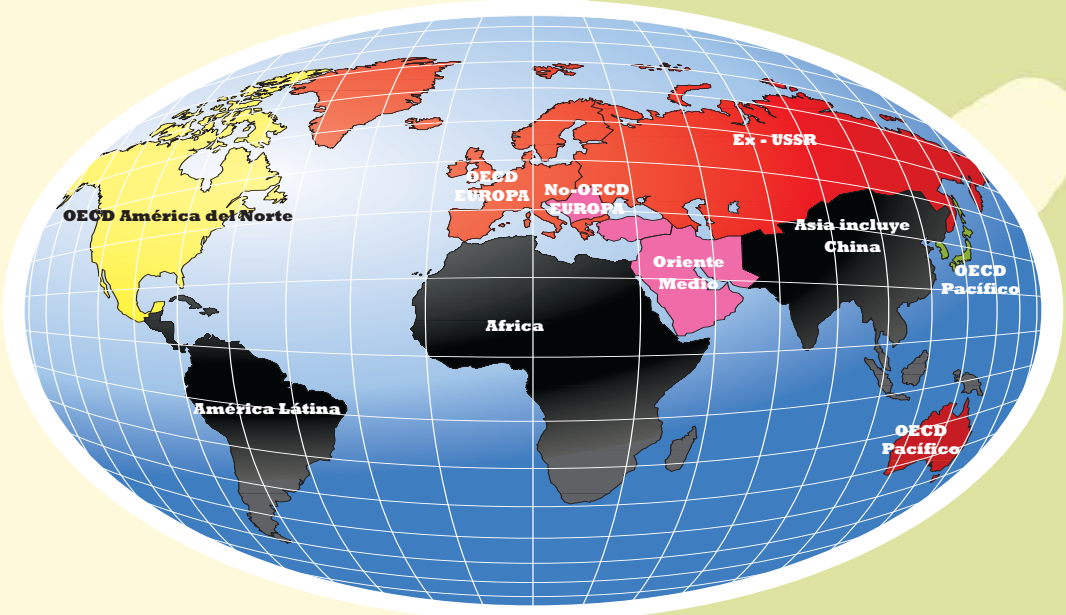 Ex - USSR
OECD
EUROPA
No-OECD
EUROPA
OECD América del Norte
Asia incluye
China
Oriente
Medio
OECD
Pacífico
Africa
América Látina
OECD
Pacífico